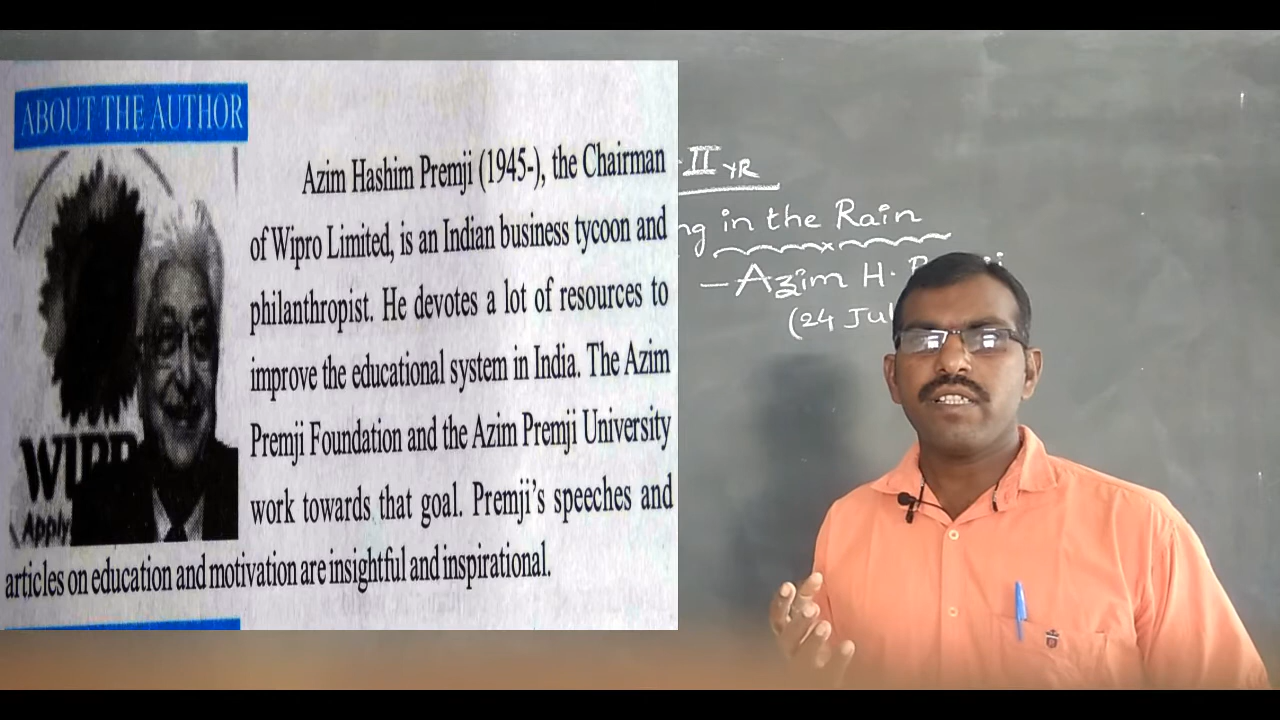 ABOUT THE AUTHOR
Azim Hashim Premji (1945-), the Chairman
of Wipro Limited, is an Indian business tycoon and
philanthropist. He devotes a lot of resources to
improve the educational system in India. The Azim
Premji Foundation and the Azim Premji University
work towards that goal. Premji's speeches and
articles on education and motivation are insightful and inspirational.
WIPR
Apply
II YR
ng in the Rain
- Azim H.
(24 Jul